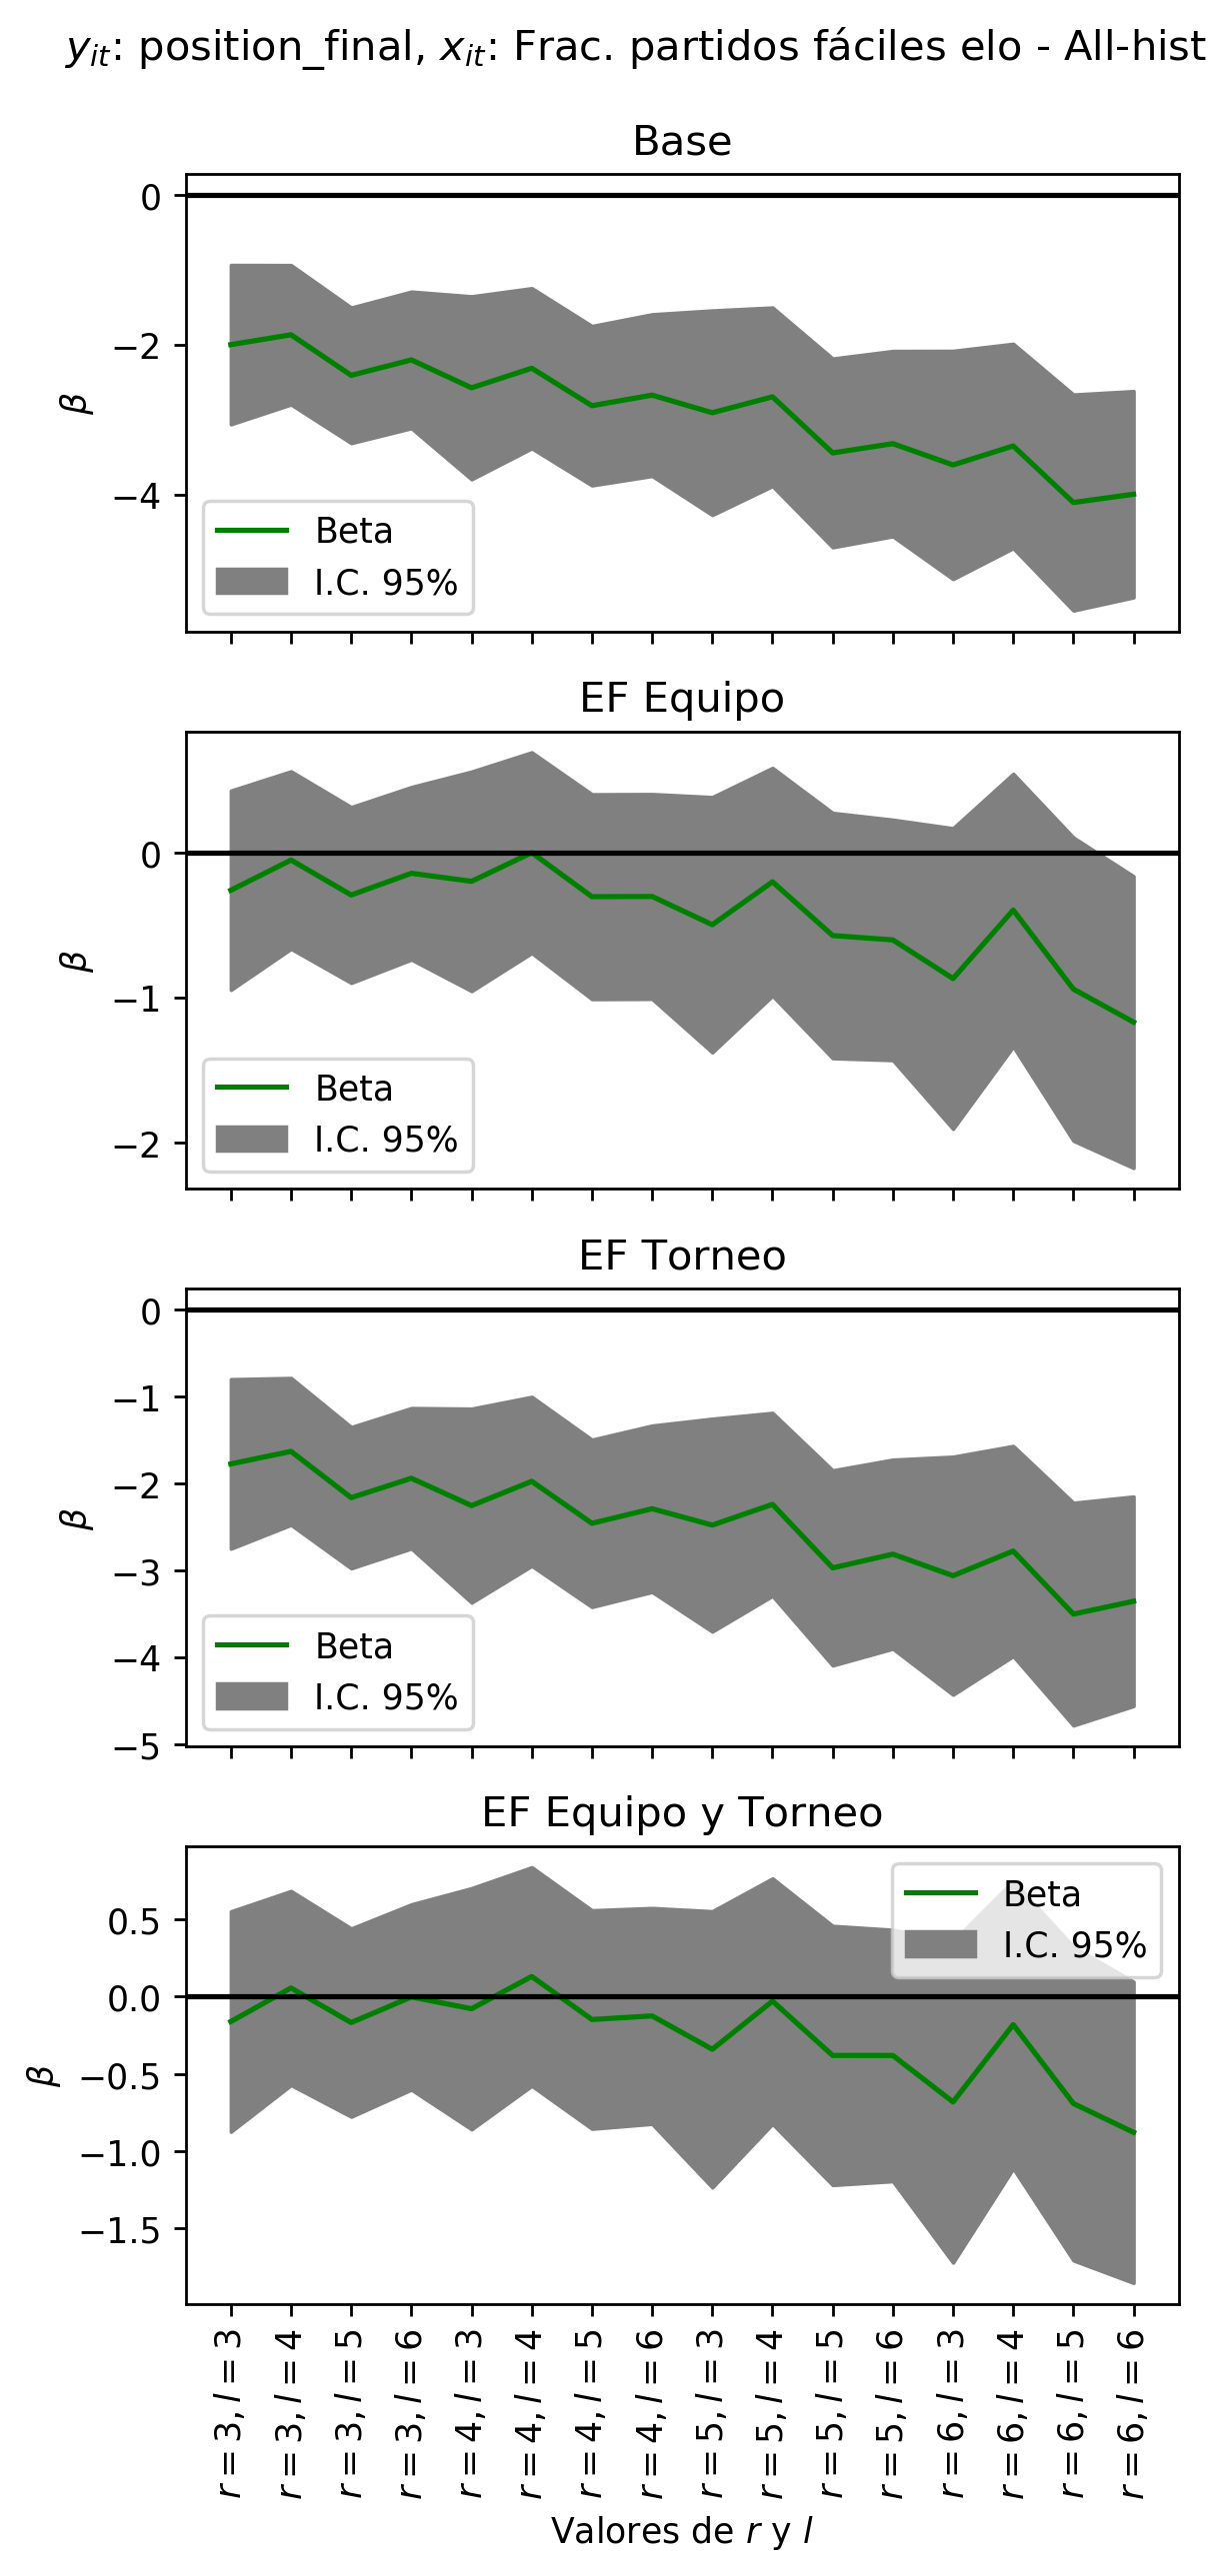 y_{it}: position_final, x_{it}: Frac. partidos fáciles elo - All-hist
Base
0
−2
−4
β
Beta
I.C. 95%
EF Equipo
0
−1
−2
β
Beta
I.C. 95%
EF Torneo
0
−1
−2
−3
−4
−5
β
Beta
I.C. 95%
EF Equipo y Torneo
0.5
0.0
−0.5
−1.0
−1.5
β
Beta
I.C. 95%
r = 3, l = 3
r = 3, l = 4
r = 3, l = 5
r = 3, l = 6
r = 4, l = 3
r = 4, l = 4
r = 4, l = 5
r = 4, l = 6
r = 5, l = 3
r = 5, l = 4
r = 5, l = 5
r = 5, l = 6
r = 6, l = 3
r = 6, l = 4
r = 6, l = 5
r = 6, l = 6
Valores de r y l